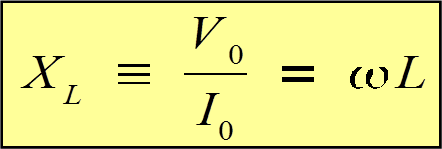 X_L ≡ V_0 / I_0 = ωL